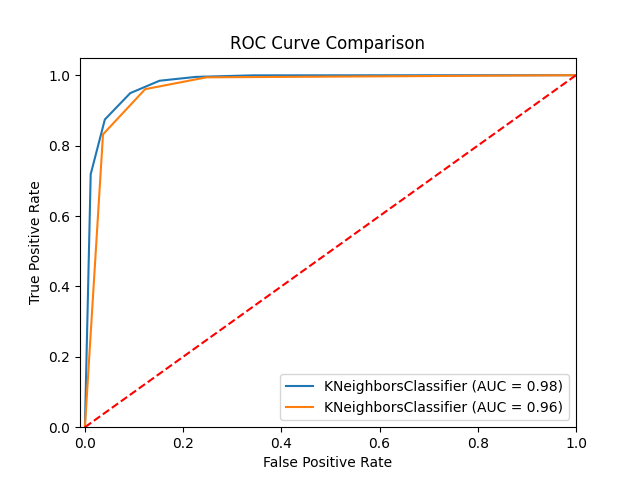 ROC Curve Comparison
1.0
0.8
0.6
0.4
0.2
0.0
True Positive Rate
0.0 0.2 0.4 0.6 0.8 1.0
False Positive Rate
KNeighborsClassifier (AUC = 0.98)
KNeighborsClassifier (AUC = 0.96)